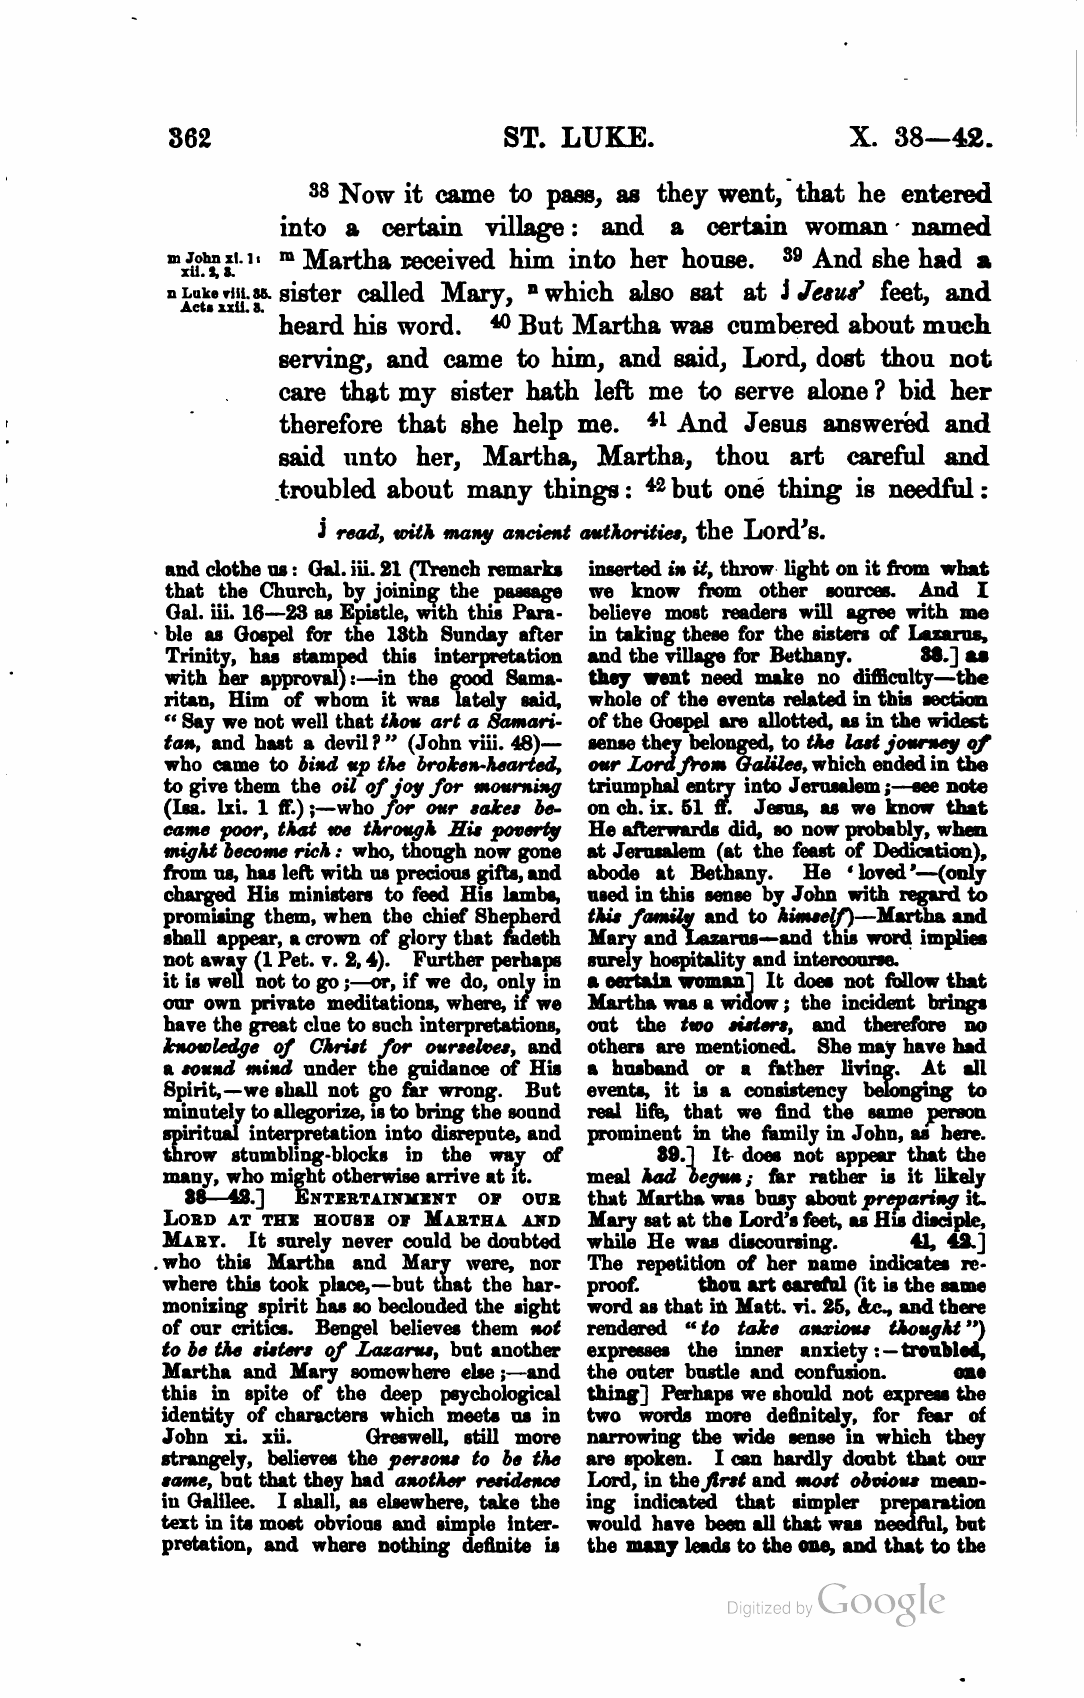 362 ST. LUKE. X. 38—42.
38 Now it came to pass, as they went, that he entered
into a certain village: and a certain woman named
m John xi. 1: xii. 2, 3.
m Martha received him into her house. 39 And she had a
n Luke viii. 35. Acts xxii. 3.
sister called Mary, n which also sat at j Jesus' feet, and
heard his word. 40 But Martha was cumbered about much
serving, and came to him, and said, Lord, dost thou not
care that my sister hath left me to serve alone? bid her
therefore that she help me. 41 And Jesus answered and
said unto her, Martha, Martha, thou art careful and
troubled about many things: 42 but one thing is needful:
j read, with many ancient authorities, the Lord's.
and clothe us: Gal. iii. 21 (Trench remarks
that the Church, by joining the passage
Gal. iii. 16—23 as Epistle, with this Para-
ble as Gospel for the 13th Sunday after
Trinity, has stamped this interpretation
with her approval):—in the good Sama-
ritan, Him of whom it was lately said,
"Say we not well that thou art a Samari-
tan, and hast a devil?" (John viii. 48)—
who came to bind up the broken-hearted,
to give them the oil of joy for mourning
(Isa. lxi. 1 ff.);—who for our sakes be-
came poor, that we through His poverty
might become rich: who, though now gone
from us, has left with us precious gifts, and
charged His ministers to feed His lambs,
promising them, when the chief Shepherd
shall appear, a crown of glory that fadeth
not away (1 Pet. v. 2, 4). Further perhaps
it is well not to go;—or, if we do, only in
our own private meditations, where, if we
have the great clue to such interpretations,
knowledge of Christ for ourselves, and
a sound mind under the guidance of His
Spirit,—we shall not go far wrong. But
minutely to allegorize, is to bring the sound
spiritual interpretation into disrepute, and
throw stumbling-blocks in the way of
many, who might otherwise arrive at it.
38—42.] ENTERTAINMENT OF OUR
LORD AT THE HOUSE OF MARTHA AND
MARY. It surely never could be doubted
who this Martha and Mary were, nor
where this took place,—but that the har-
monizing spirit has so beclouded the sight
of our critics. Bengel believes them not
to be the sisters of Lazarus, but another
Martha and Mary somewhere else;—and
this in spite of the deep psychological
identity of characters which meets us in
John xi. xii. Greswell, still more
strangely, believes the persons to be the
same, but that they had another residence
in Galilee. I shall, as elsewhere, take the
text in its most obvious and simple inter-
pretation, and where nothing definite is
inserted in it, throw light on it from what
we know from other sources. And I
believe most readers will agree with me
in taking these for the sisters of Lazarus,
and the village for Bethany. 38.] as
they went need make no difficulty—the
whole of the events related in this section
of the Gospel are allotted, as in the widest
sense they belonged, to the last journey of
our Lord from Galilee, which ended in the
triumphal entry into Jerusalem;—see note
on ch. ix. 51 ff. Jesus, as we know that
He afterwards did, so now probably, when
at Jerusalem (at the feast of Dedication),
abode at Bethany. He 'loved'—(only
used in this sense by John with regard to
this family and to himself)—Martha and
Mary and Lazarus—and this word implies
surely hospitality and intercourse.
a certain woman] It does not follow that
Martha was a widow; the incident brings
out the two sisters, and therefore no
others are mentioned. She may have had
a husband or a father living. At all
events, it is a consistency belonging to
real life, that we find the same person
prominent in the family in John, as here.
39.] It does not appear that the
meal had begun; far rather is it likely
that Martha was busy about preparing it.
Mary sat at the Lord's feet, as His disciple,
while He was discoursing. 41, 42.]
The repetition of her name indicates re-
proof. thou art careful (it is the same
word as that in Matt. vi. 25, &c., and there
rendered "to take anxious thought")
expresses the inner anxiety:—troubled,
the outer bustle and confusion. one
thing] Perhaps we should not express the
two words more definitely, for fear of
narrowing the wide sense in which they
are spoken. I can hardly doubt that our
Lord, in the first and most obvious mean-
ing indicated that simpler preparation
would have been all that was needful, but
the many leads to the one, and that to the
Digitized by Google